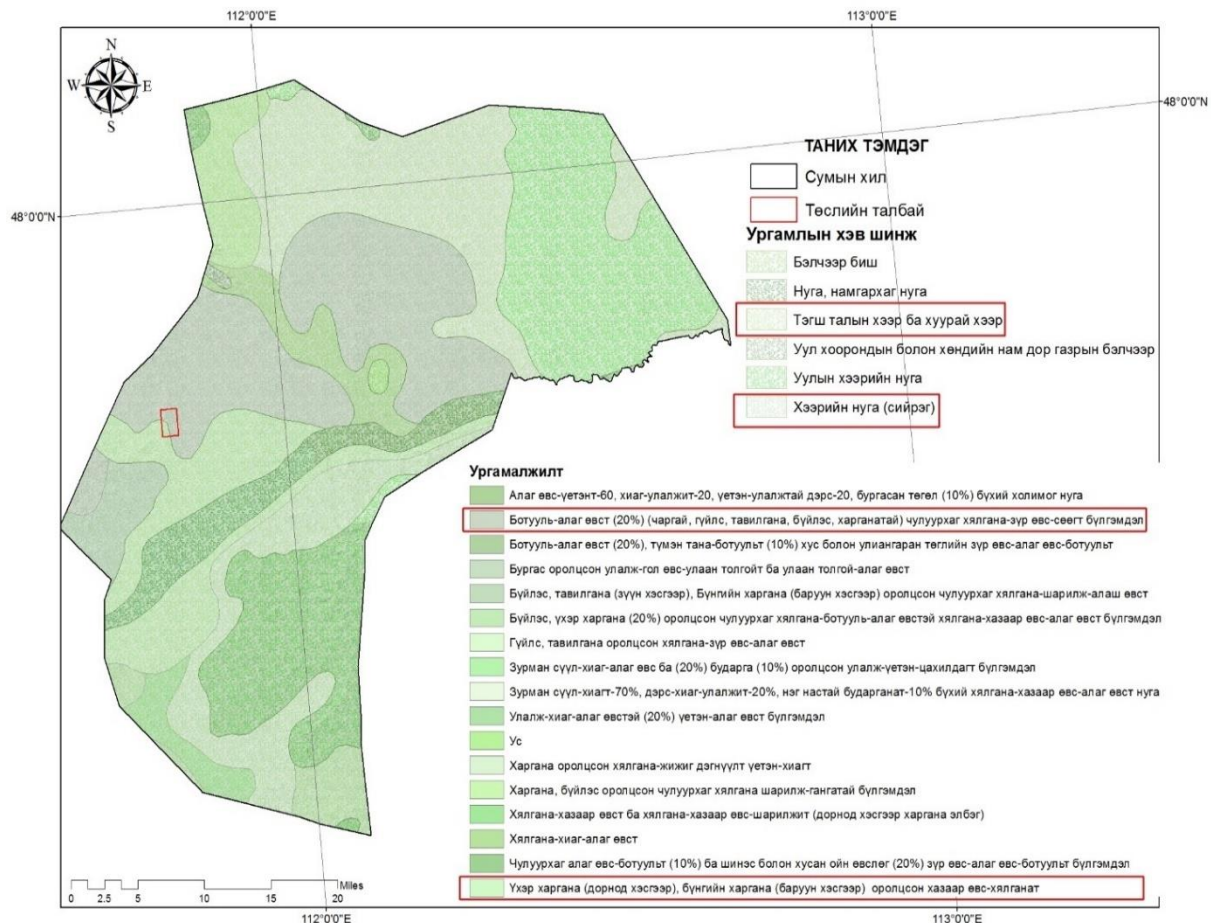 112°0'0"E
113°0'0"E
N
W E
S
48°0'0"N
48°0'0"N
ТАНИХ ТЭМДЭГ
Сумын хил
Төслийн талбай
Ургамлын хэв шинж
Бэлчээр биш
Нуга, намгархаг нуга
Тэгш талын хээр ба хуурай хээр
Уул хоорондын болон хөндийн нам дор газрын бэлчээр
Уулын хээрийн нуга
Хээрийн нуга (сийрэг)
Ургамалжилт
Алаг өвс-үетэнт-60, хиаг-улалжит-20, үетэн-улалжтай дэрс-20, бургасан төгөл (10%) бүхий холимог нуга
Ботууль-алаг өвст (20%) (чаргай, гүйлс, тавилгана, бүйлэс, харганатай) чулуурхаг хялгана-зүр өвс-сөөгт бүлгэмдэл
Ботууль-алаг өвст (20%), түмэн тана-ботуульт (10%) хус болон улиангаран төглийн зүр өвс-алаг өвс-ботуульт
Бургас оролцсон улалж-гол өвс-улаан толгойт ба улаан толгой-алаг өвст
Бүйлэс, тавилгана (зүүн хэсгээр), Бүнгийн харгана (баруун хэсгээр) оролцсон чулуурхаг хялгана-шарилж-алаш өвст
Бүйлэс, үхэр харгана (20%) оролцсон чулуурхаг хялгана-ботууль-алаг өвстэй хялгана-хазаар өвс-алаг өвст бүлгэмдэл
Гүйлс, тавилгана оролцсон хялгана-зүр өвс-алаг өвст
Зурман сүүл-хиаг-алаг өвс ба (20%) бударга (10%) оролцсон улалж-үетэн-цахилдагт бүлгэмдэл
Зурман сүүл-хиагт-70%, дэрс-хиаг-улалжит-20%, нэг настай бударганат-10% бүхий хялгана-хазаар өвс-алаг өвст нуга
Улалж-хиаг-алаг өвстэй (20%) үетэн-алаг өвст бүлгэмдэл
Ус
Харгана оролцсон хялгана-жижиг дэгнүүлт үетэн-хиагт
Харгана, бүйлэс оролцсон чулуурхаг хялгана шарилж-гангатай бүлгэмдэл
Хялгана-хазаар өвст ба хялгана-хазаар өвс-шарилжит (дорнод хэсгээр харгана элбэг)
Хялгана-хиаг-алаг өвст
Чулуурхаг алаг өвс-ботуульт (10%) ба шинэс болон хусан ойн өвслөг (20%) зүр өвс-алаг өвс-ботуульт бүлгэмдэл
Үхэр харгана (дорнод хэсгээр), бүнгийн харгана (баруун хэсгээр) оролцсон хазаар өвс-хялганат
Miles
0 2.5 5 10 15 20
112°0'0"E
113°0'0"E